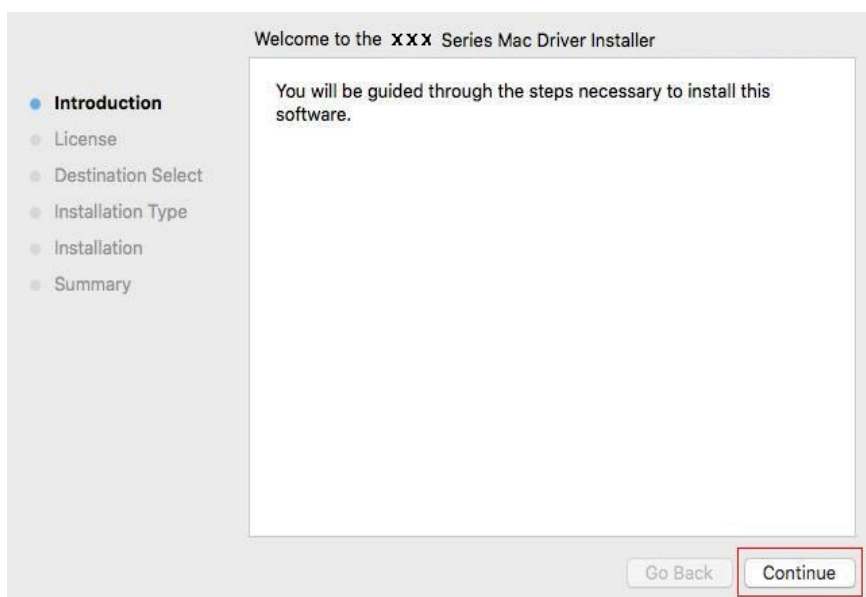 Welcome to the XXX Series Mac Driver Installer
Introduction
License
Destination Select
Installation Type
Installation
Summary
You will be guided through the steps necessary to install this
software.
Go Back
Continue